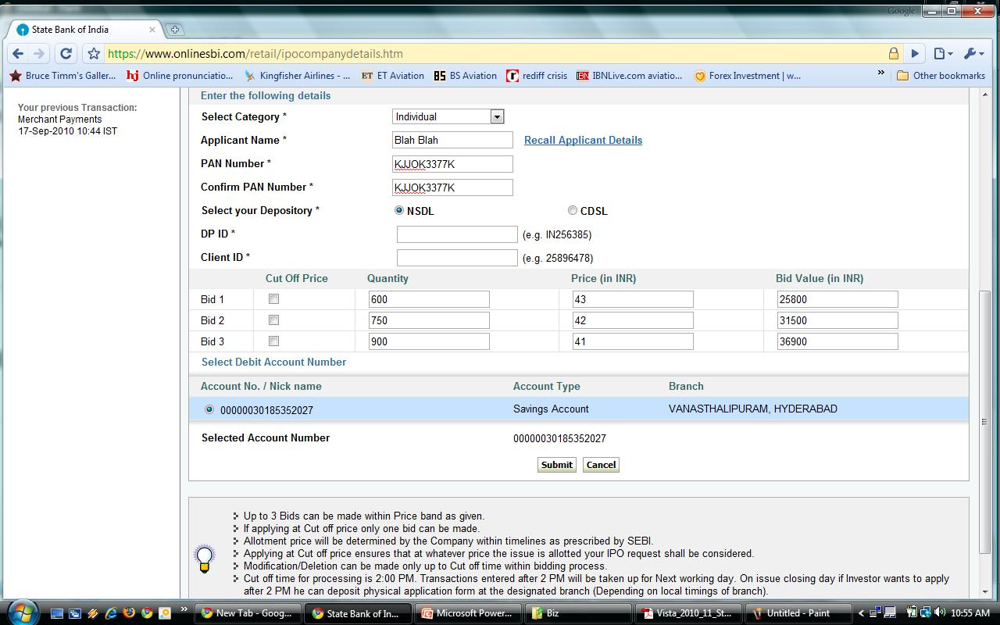 Google
State Bank of India
https://www.onlinesbi.com/retail/ipocompanydetails.htm
Bruce Timm's Galler... hj Online pronunciatio... Kingfisher Airlines - ... ET ET Aviation BS BS Aviation r rediff crisis IBN IBNLive.com aviatio... Forex Investment | w... » Other bookmarks
Your previous Transaction:
Merchant Payments
17-Sep-2010 10:44 IST
Enter the following details
Select Category * Individual
Applicant Name * Blah Blah Recall Applicant Details
PAN Number * KJJOK3377K
Confirm PAN Number * KJJOK3377K
Select your Depository * NSDL CDSL
DP ID * (e.g. IN256385)
Client ID * (e.g. 25896478)
Cut Off Price Quantity Price (in INR) Bid Value (in INR)
Bid 1 600 43 25800
Bid 2 750 42 31500
Bid 3 900 41 36900
Select Debit Account Number
Account No. / Nick name Account Type Branch
00000030185352027 Savings Account VANASTHALIPURAM, HYDERABAD
Selected Account Number 00000030185352027
Submit Cancel
Up to 3 Bids can be made within Price band as given.
If applying at Cut off price only one bid can be made.
Allotment price will be determined by the Company within timelines as prescribed by SEBI.
Applying at Cut off price ensures that at whatever price the issue is allotted your IPO request shall be considered.
Modification/Deletion can be made only up to Cut off time within bidding process.
Cut off time for processing is 2:00 PM. Transactions entered after 2 PM will be taken up for Next working day. On issue closing day if Investor wants to apply
after 2 PM he can deposit physical application form at the designated branch (Depending on local timings of branch).
» New Tab - Goog... State Bank of In... Microsoft Power... Biz Vista_2010_11_St... Untitled - Paint < 10:55 AM